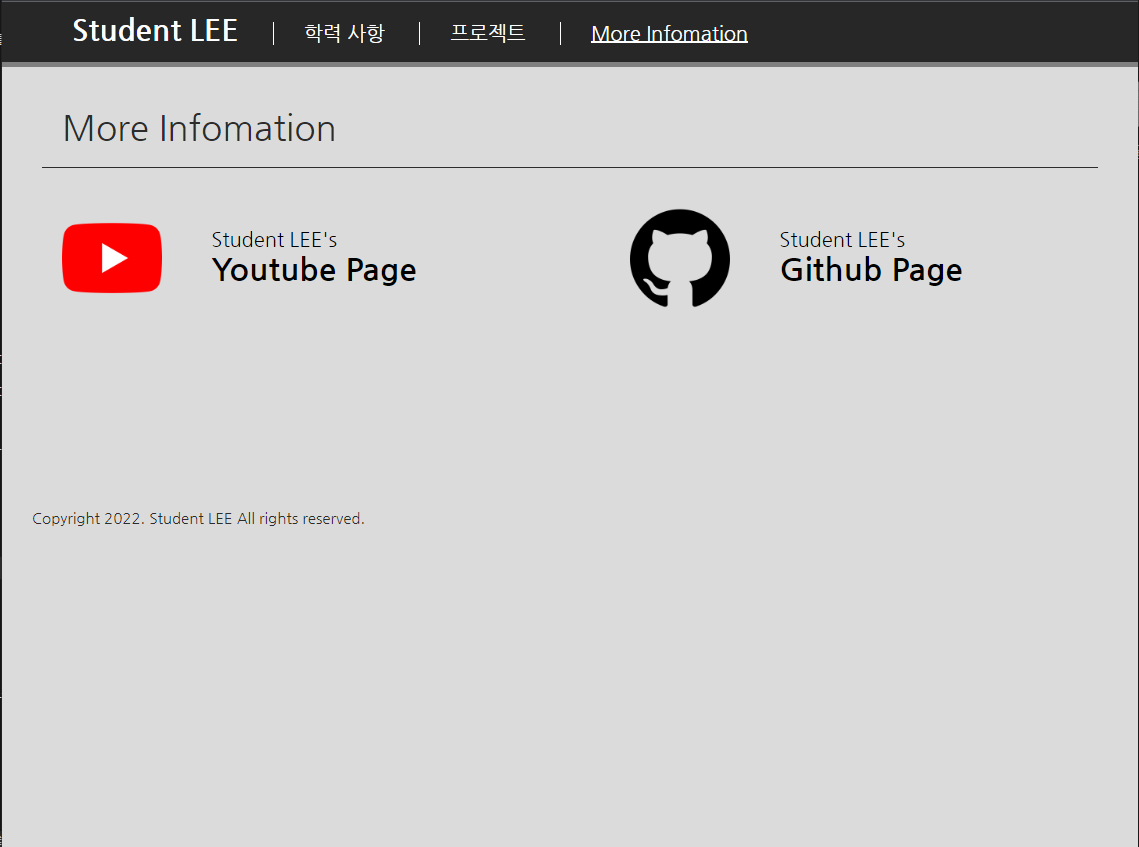 Student LEE
학력 사항
프로젝트
More Infomation
More Infomation
Student LEE's
Youtube Page
Student LEE's
Github Page
Copyright 2022. Student LEE All rights reserved.